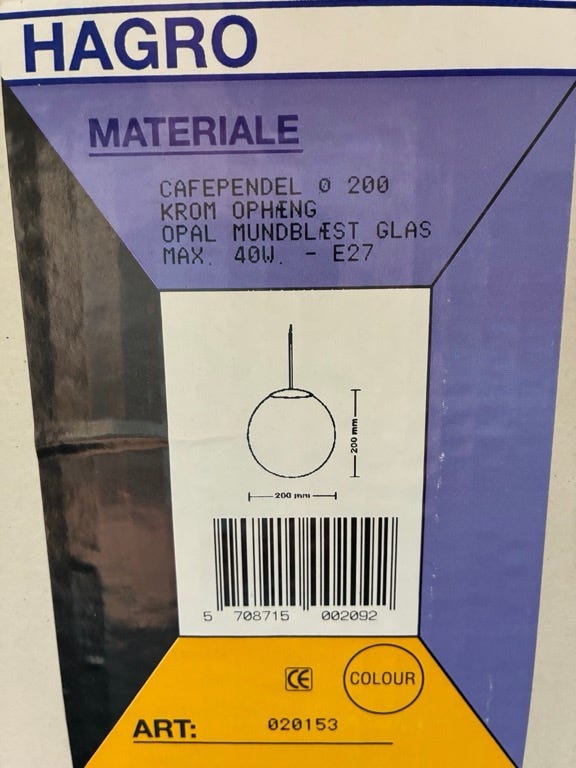 HAGRO
MATERIALE
CAFEPENDEL Ø 200
KROM OPHÆNG
OPAL MUNDBLÆST GLAS
MAX. 40W. - E27
200 mm
200 mm
5 708715 002092
CE
COLOUR
ART: 020153